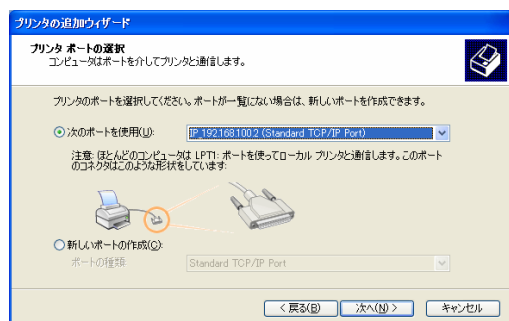 プリンタの追加ウィザード
プリンタ ポートの選択
コンピュータはポートを介してプリンタと通信します。
プリンタのポートを選択してください。ポートが一覧にない場合は、新しいポートを作成できます。
次のポートを使用(U):
IP_192.168.100.2 (Standard TCP/IP Port)
注意: ほとんどのコンピュータは LPT1: ポートを使ってローカル プリンタと通信します。このポート
のコネクタはこのような形状をしています:
新しいポートの作成(C):
ポートの種類:
Standard TCP/IP Port
< 戻る(B)
次へ(N) >
キャンセル